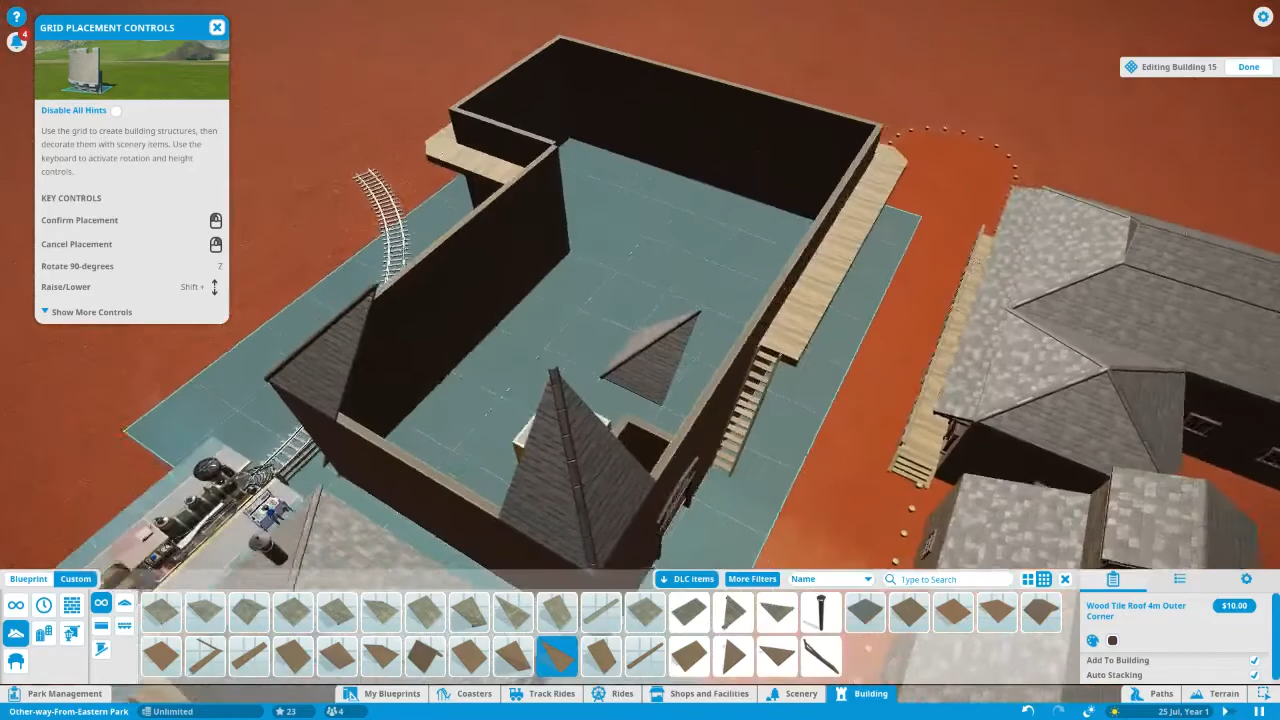 GRID PLACEMENT CONTROLS
4
Disable All Hints
Use the grid to create building structures, then
decorate them with scenery items. Use the
keyboard to activate rotation and height
controls.
KEY CONTROLS
Confirm Placement
Cancel Placement
Rotate 90-degrees Z
Raise/Lower Shift +
Show More Controls
Editing Building 15 Done
Blueprint Custom
DLC Items More Filters Name Type to Search
Wood Tile Roof 4m Outer
Corner
$10.00
Add To Building
Auto Stacking
Park Management My Blueprints Coasters Track Rides Rides Shops and Facilities Scenery Building Paths Terrain
Other-way-From-Eastern Park Unlimited 23 4 25 Jul, Year 1